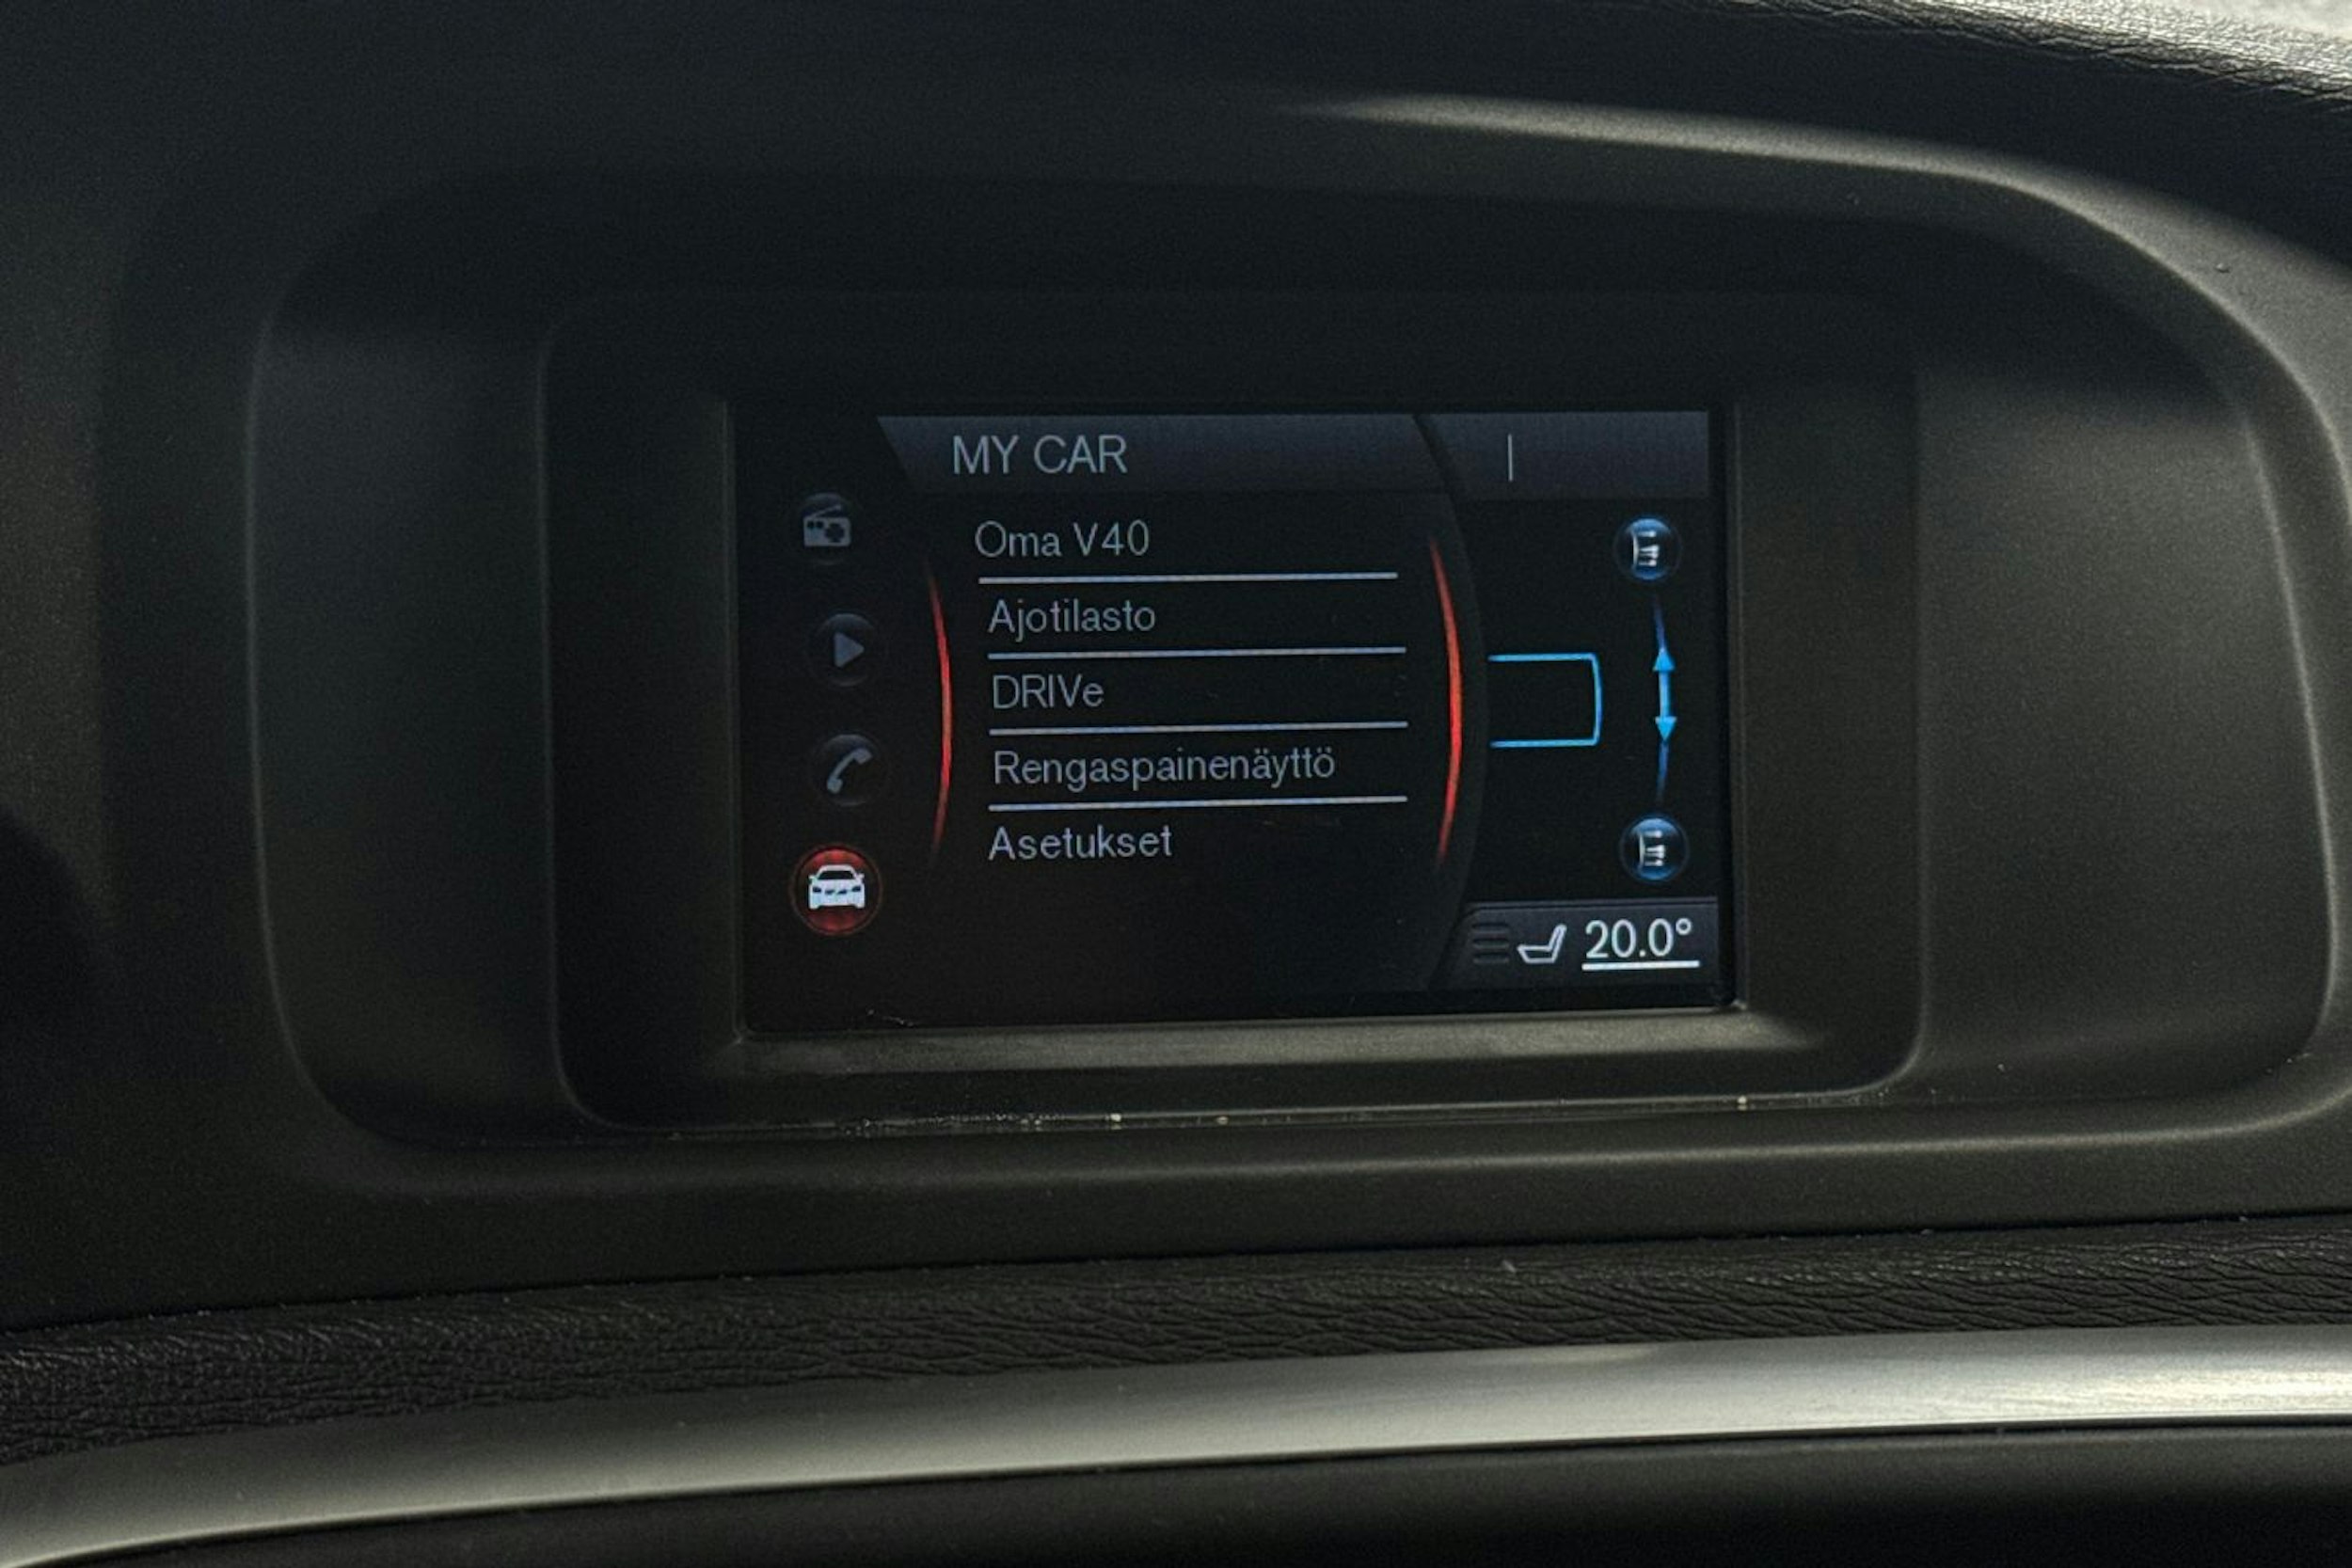 MY CAR
Oma V40
Ajotilasto
DRIVe
Rengaspainenäyttö
Asetukset
20.0°